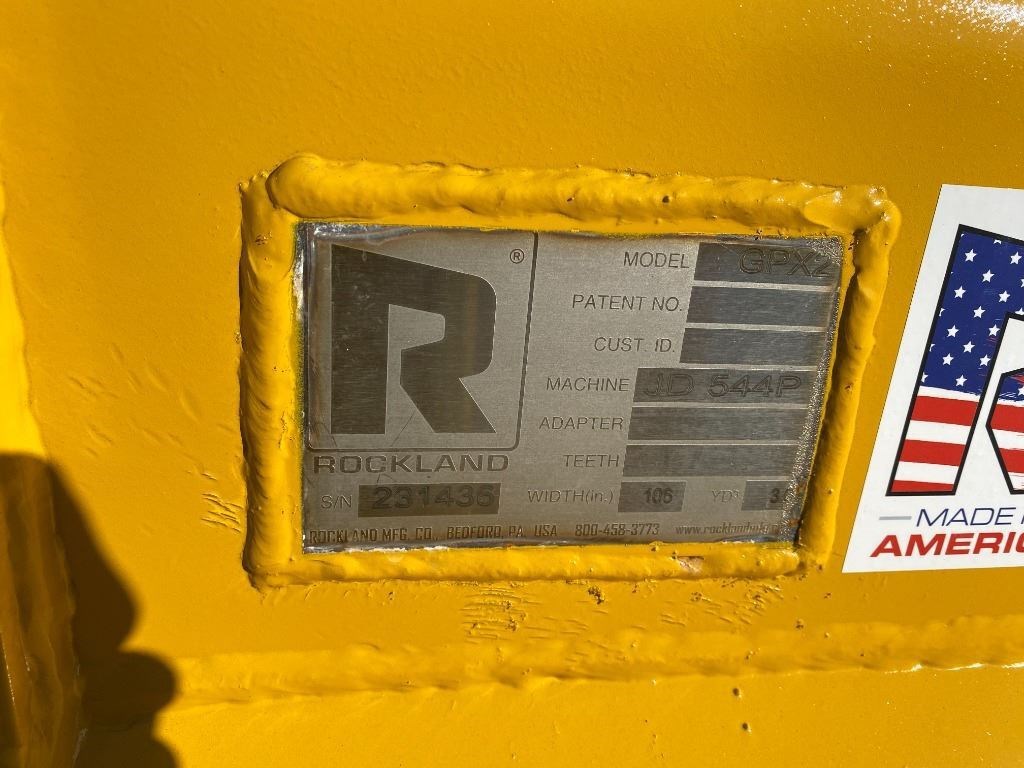 R®
ROCKLAND
S/N 231436
MODEL GPX2
PATENT NO.
CUST. ID.
MACHINE JD 544P
ADAPTER
TEETH
WIDTH(in.) 106 YD³
ROCKLAND MFG. CO., BEDFORD, PA. USA 800-458-3773
MADE